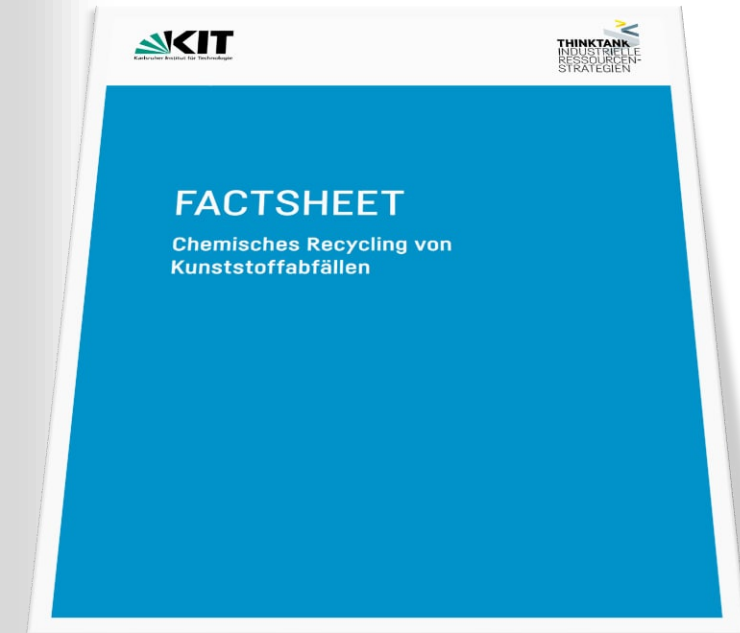 KIT
Karlsruher Institut für Technologie
THINKTANK
INDUSTRIELLE
RESSOURCEN-
STRATEGIEN
FACTSHEET
Chemisches Recycling von
Kunststoffabfällen